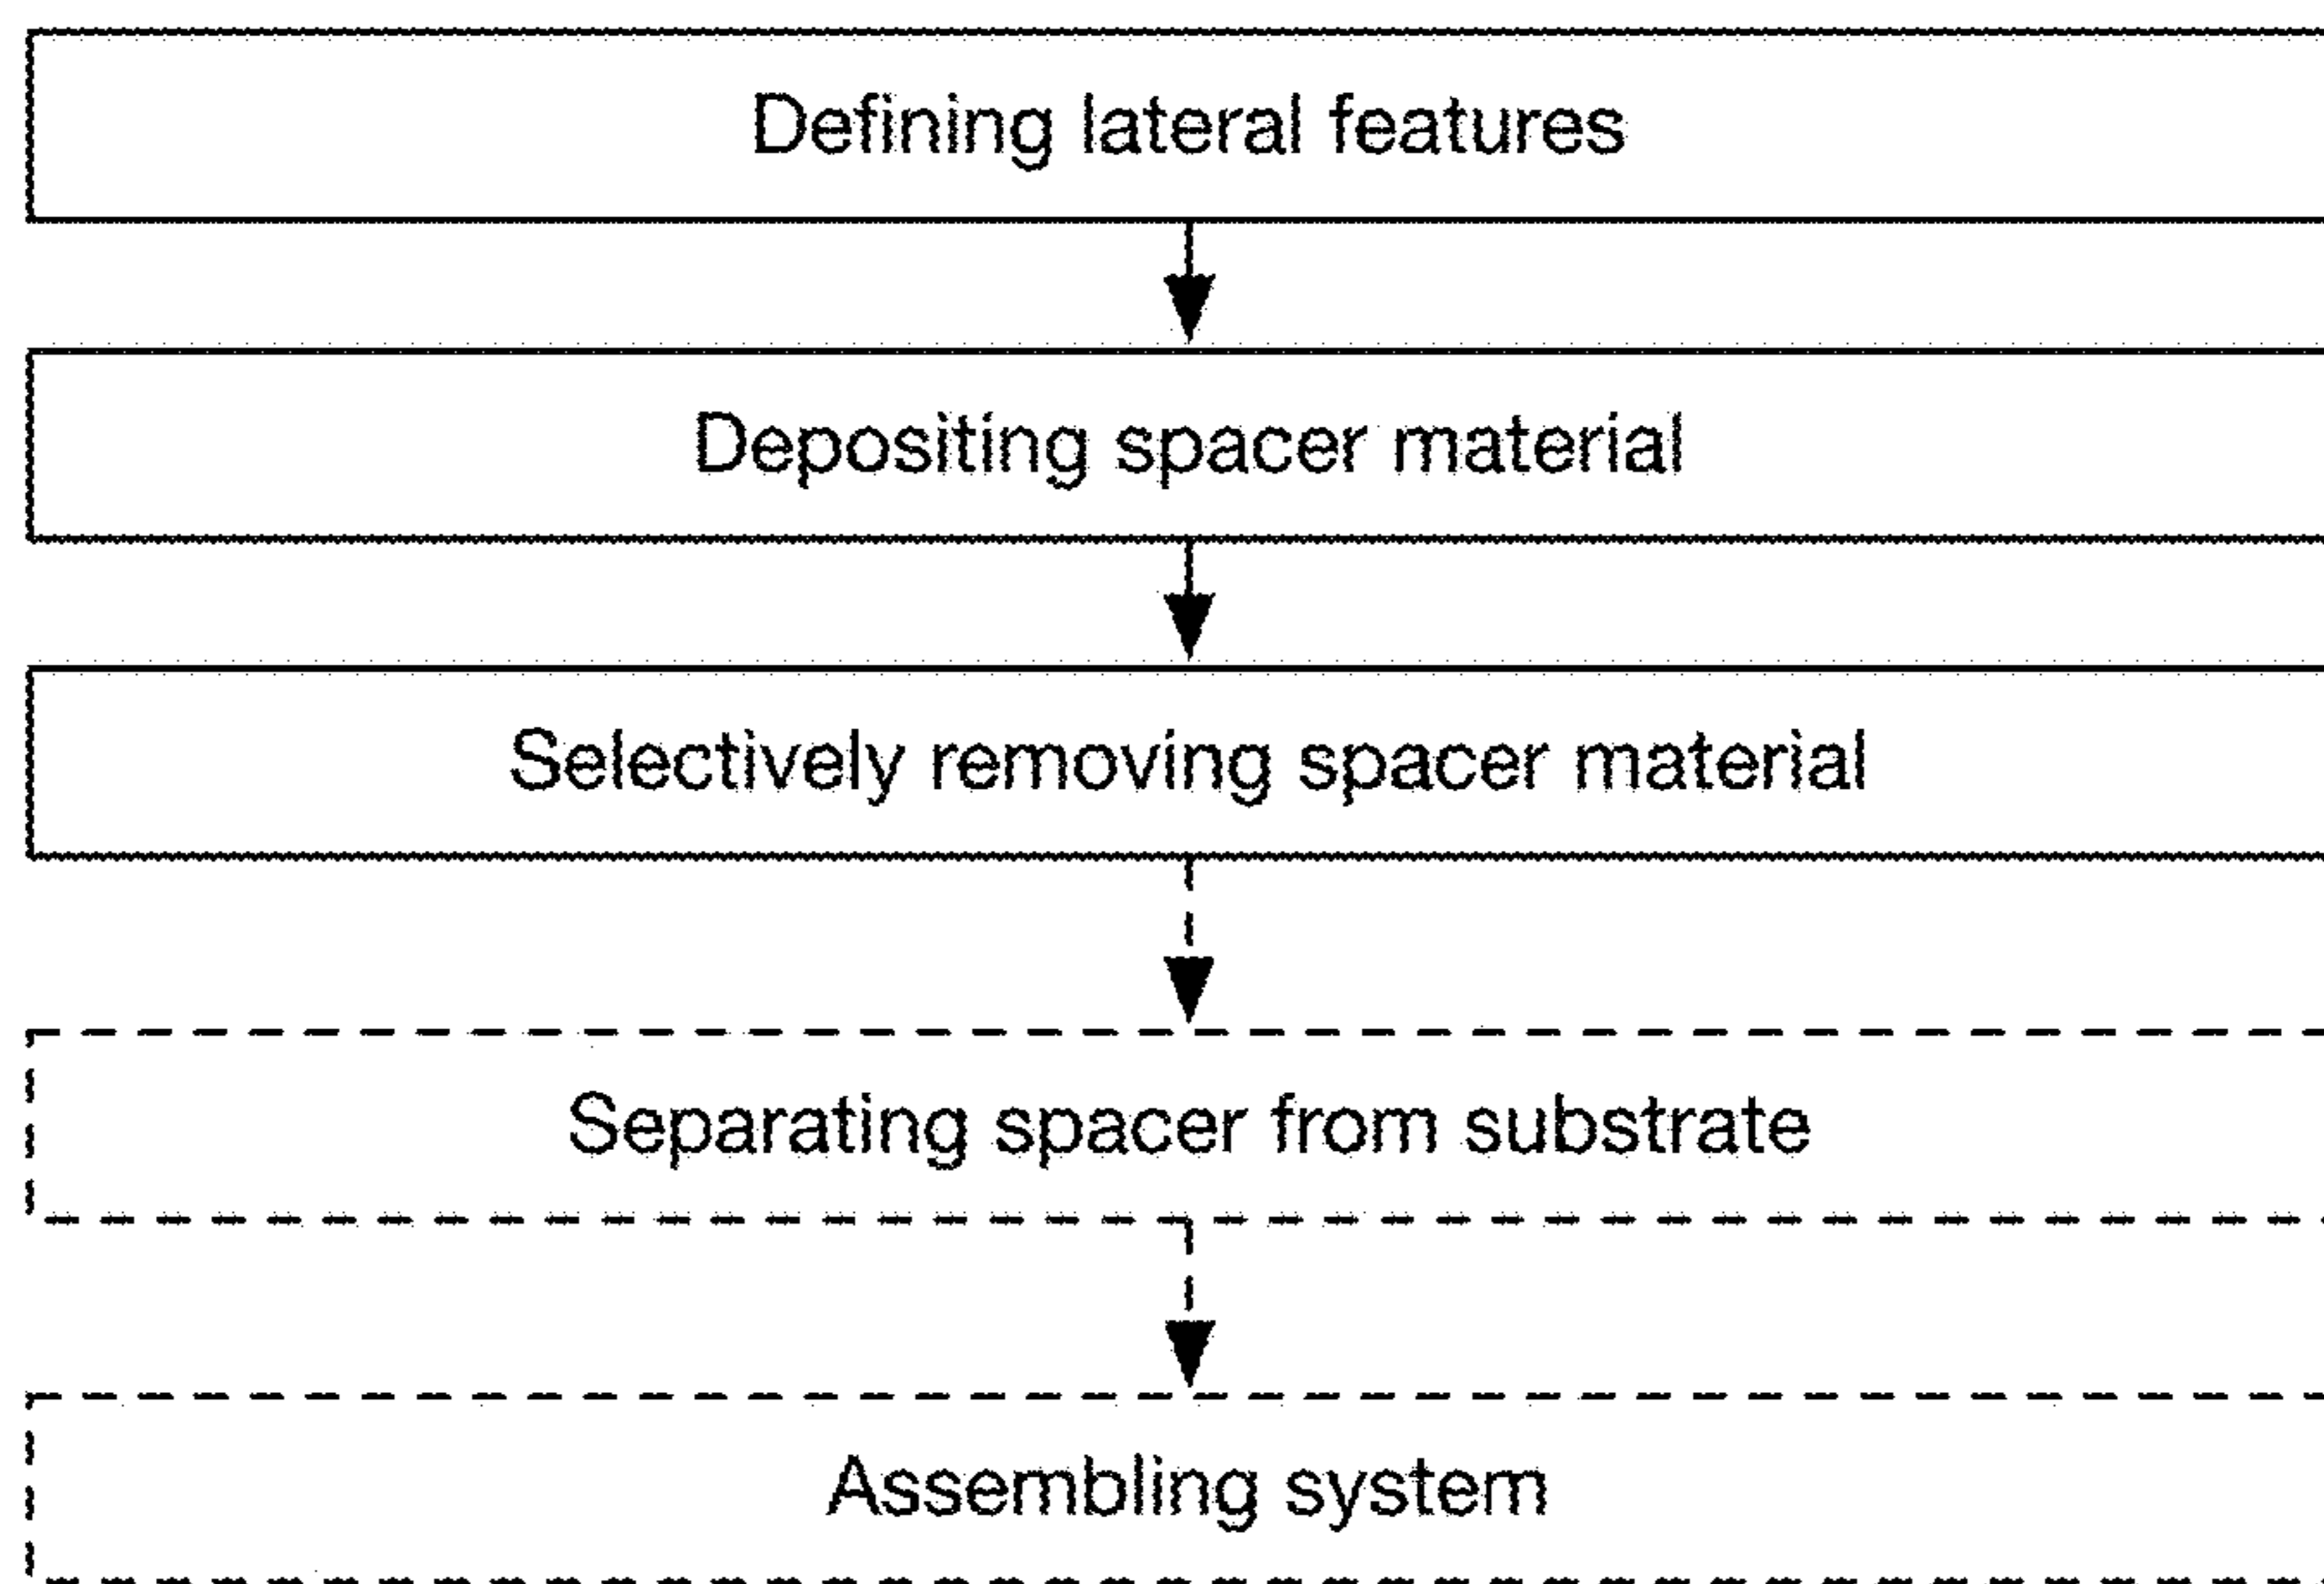 Defining lateral features
Depositing spacer material
Selectively removing spacer material
Separating spacer from substrate
Assembling system